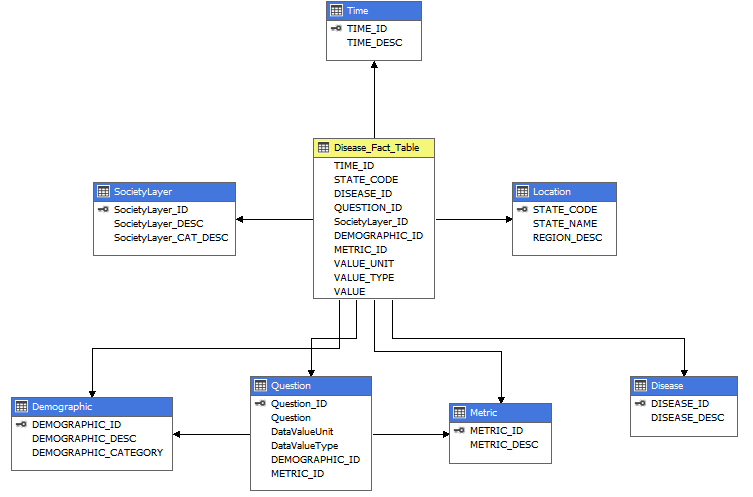 Time
TIME_ID
TIME_DESC
Disease_Fact_Table
TIME_ID
STATE_CODE
DISEASE_ID
QUESTION_ID
SocietyLayer_ID
DEMOGRAPHIC_ID
METRIC_ID
VALUE_UNIT
VALUE_TYPE
VALUE
SocietyLayer
SocietyLayer_ID
SocietyLayer_DESC
SocietyLayer_CAT_DESC
Location
STATE_CODE
STATE_NAME
REGION_DESC
Demographic
DEMOGRAPHIC_ID
DEMOGRAPHIC_DESC
DEMOGRAPHIC_CATEGORY
Question
Question_ID
Question
DataValueUnit
DataValueType
DEMOGRAPHIC_ID
METRIC_ID
Metric
METRIC_ID
METRIC_DESC
Disease
DISEASE_ID
DISEASE_DESC